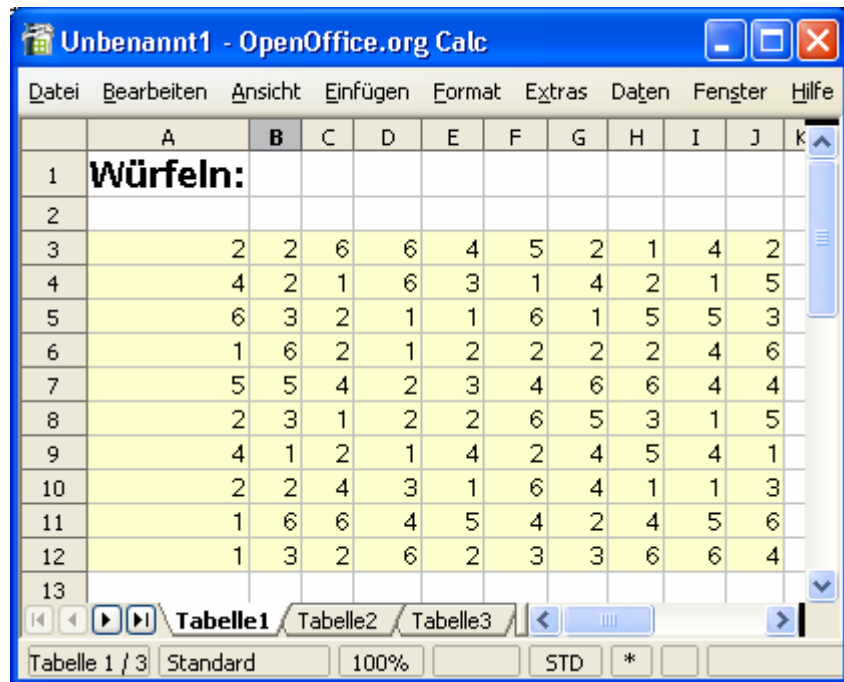 Unbenannt1 - OpenOffice.org Calc
Datei Bearbeiten Ansicht Einfügen Format Extras Daten Fenster Hilfe
A B C D E F G H I J K
1 Würfeln:
2
3 2 2 6 6 4 5 2 1 4 2
4 4 2 1 6 3 1 4 2 1 5
5 6 3 2 1 1 6 1 5 5 3
6 1 6 2 1 2 2 2 2 4 6
7 5 5 4 2 3 4 6 6 4 4
8 2 3 1 2 2 6 5 3 1 5
9 4 1 2 1 4 2 4 5 4 1
10 2 2 4 3 1 6 4 1 1 3
11 1 6 6 4 5 4 2 4 5 6
12 1 3 2 6 2 3 3 6 6 4
13
Tabelle1 Tabelle2 Tabelle3
Tabelle 1 / 3 Standard 100% STD *